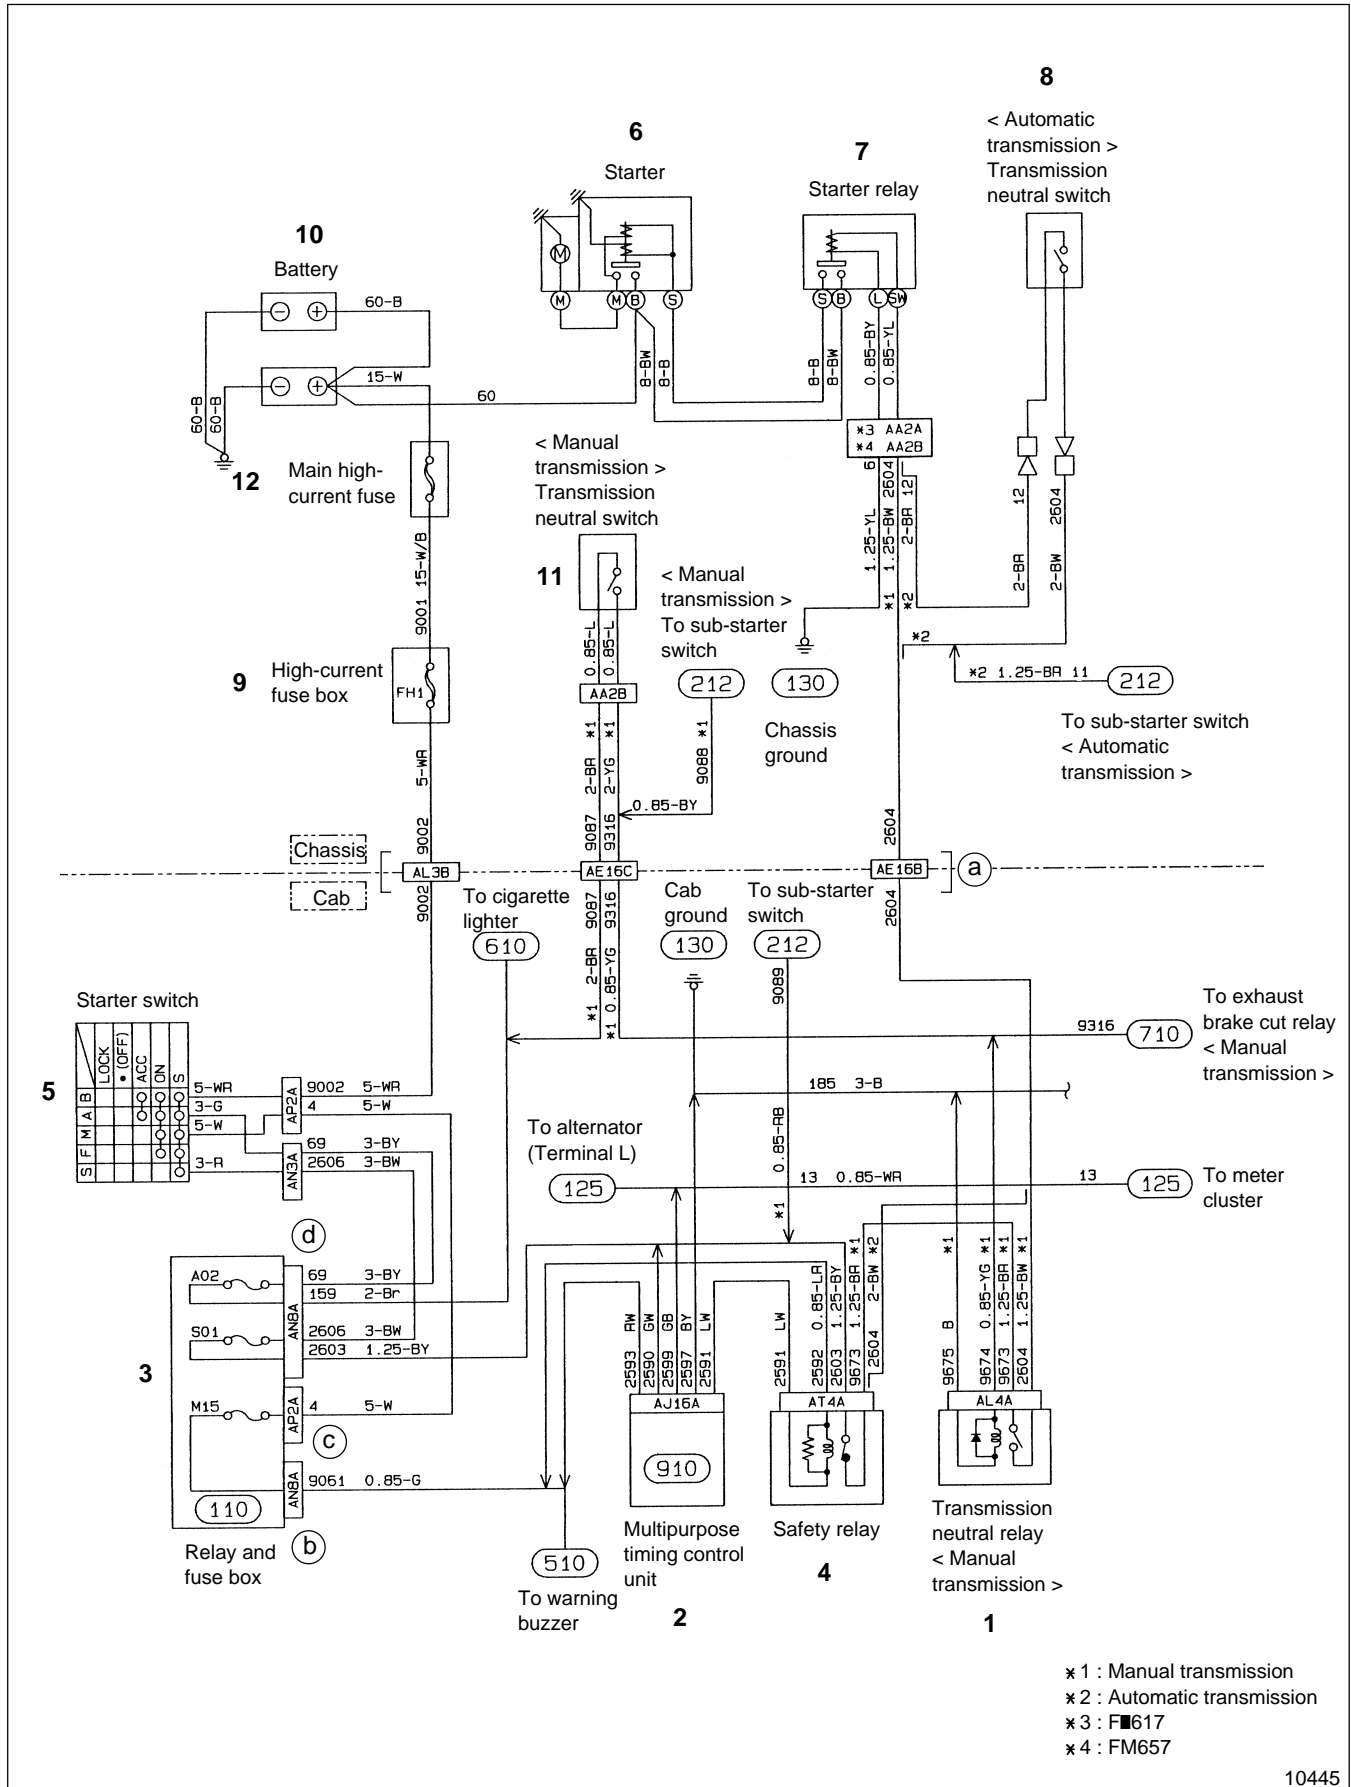 8
< Automatic
transmission >
Transmission
neutral switch
6
Starter
7
Starter relay
10
Battery
60-B
15-W
60
60-B
60-B
M
M
M
B
S
S
B
L
SW
8-BW
8-B
8-B
8-BW
0.85-BY
0.85-YL
*3 AA2A
*4 AA2B
6
2604
12
1.25-YL
1.25-BW
2-BR
*1
*2
12
2604
2-BR
2-BW
*2
12
Main high-
current fuse
< Manual
transmission >
Transmission
neutral switch
11
9001 15-W/B
9
High-current
fuse box
FH1
5-WR
9002
0.85-L
0.85-L
AA2B
*1
*1
2-BR
2-YG
9087
9316
< Manual
transmission >
To sub-starter
switch
212
9088 *1
0.85-BY
130
Chassis
ground
*2 1.25-BR 11
212
To sub-starter switch
< Automatic
transmission >
2604
Chassis
Cab
AL3B
AE16C
AE16B
a
9002
9087
9316
2604
To cigarette
lighter
610
*1 2-BR
*1 0.85-YG
Cab
ground
130
To sub-starter
switch
212
9089
0.85-RB
*1
9316
710
To exhaust
brake cut relay
< Manual
transmission >
185 3-B
Starter switch
5
LOCK
• (OFF)
ACC
ON
S
B
A
M
F
S
5-WR
3-G
5-W
3-R
AP2A
9002 5-WR
4 5-W
AN3A
69 3-BY
2606 3-BW
d
To alternator
(Terminal L)
125
13 0.85-WR
13
125
To meter
cluster
3
A02
S01
M15
AN8A
69 3-BY
159 2-Br
2606 3-BW
2603 1.25-BY
AP2A
4 5-W
c
AN8A
9061 0.85-G
b
110
Relay and
fuse box
510
To warning
buzzer
2593 RW
2590 GW
2599 GB
2597 BY
2591 LW
AJ16A
910
Multipurpose
timing control
unit
2
2591 LW
2592 0.85-LR
2603 1.25-BY
9673 1.25-BR *1
2604 2-BW *2
AT4A
Safety relay
4
9675 B *1
9674 0.85-YG *1
9673 1.25-BR *1
2604 1.25-BW *1
AL4A
Transmission
neutral relay
< Manual
transmission >
1
*1 : Manual transmission
*2 : Automatic transmission
*3 : F■617
*4 : FM657
10445